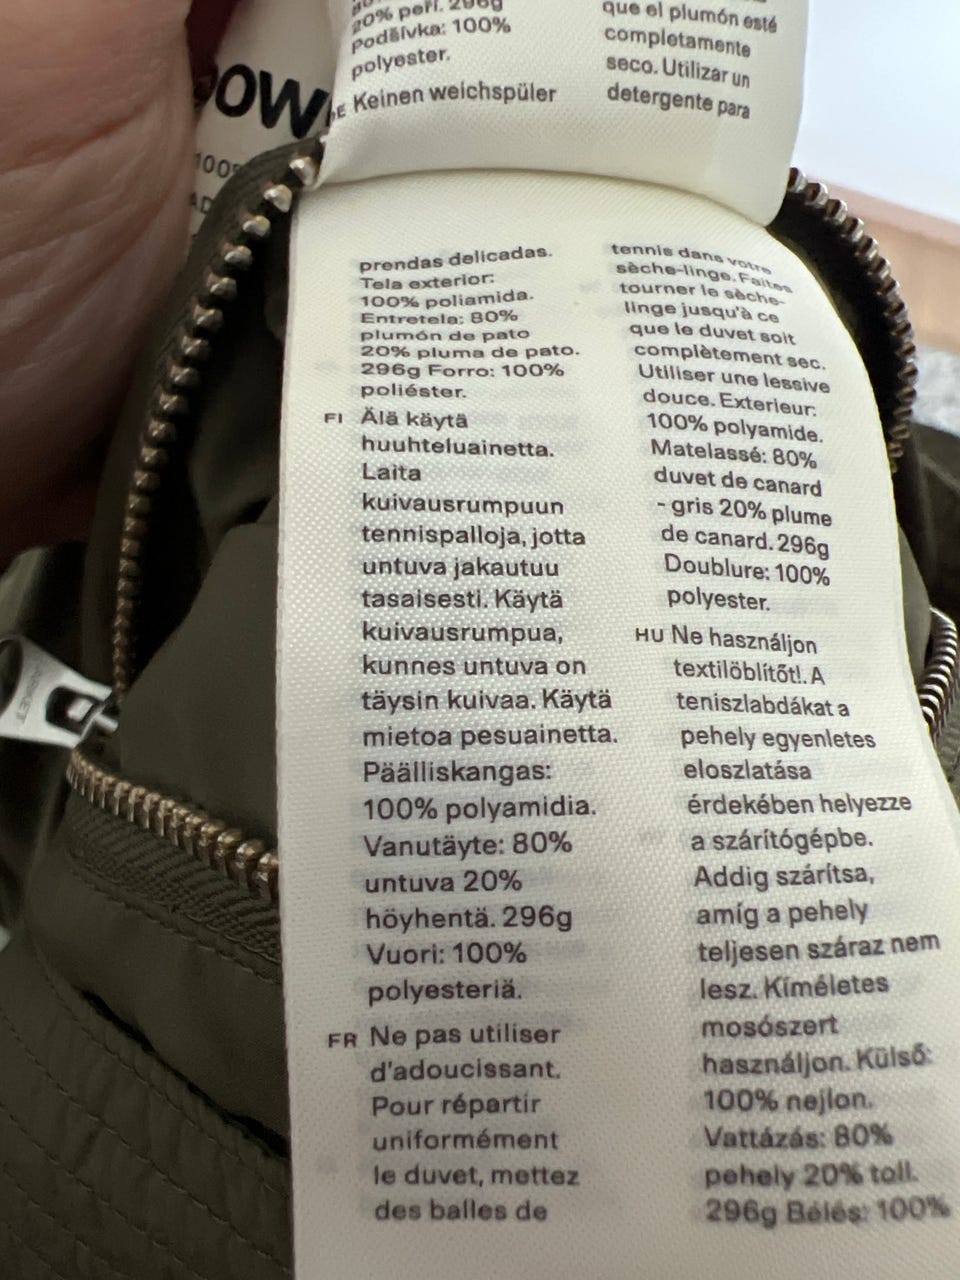 20% peří. 296g
Podšívka: 100%
polyester.
DE Keinen weichspüler
que el plumón esté
completamente
seco. Utilizar un
detergente para
OW
100
prendas delicadas.
Tela exterior:
100% poliamida.
Entretela: 80%
plumón de pato
20% pluma de pato.
296g Forro: 100%
poliéster.
FI Älä käytä
huuhteluainetta.
Laita
kuivausrumpuun
tennispalloja, jotta
untuva jakautuu
tasaisesti. Käytä
kuivausrumpua,
kunnes untuva on
täysin kuivaa. Käytä
mietoa pesuainetta.
Päälliskangas:
100% polyamidia.
Vanutäyte: 80%
untuva 20%
höyhentä. 296g
Vuori: 100%
polyesteriä.
FR Ne pas utiliser
d'adoucissant.
Pour répartir
uniformément
le duvet, mettez
des balles de
tennis dans votre
sèche-linge. Faites
tourner le sèche-
linge jusqu'à ce
que le duvet soit
complètement sec.
Utiliser une lessive
douce. Exterieur:
100% polyamide.
Matelassé: 80%
duvet de canard
- gris 20% plume
de canard. 296g
Doublure: 100%
polyester.
HU Ne használjon
textilöblítőt!. A
teniszlabdákat a
pehely egyenletes
eloszlatása
érdekében helyezze
a szárítógépbe.
Addig szárítsa,
amíg a pehely
teljesen száraz nem
lesz. Kíméletes
mosószert
használjon. Külső:
100% nejlon.
Vattázás: 80%
pehely 20% toll.
296g Bélés: 100%